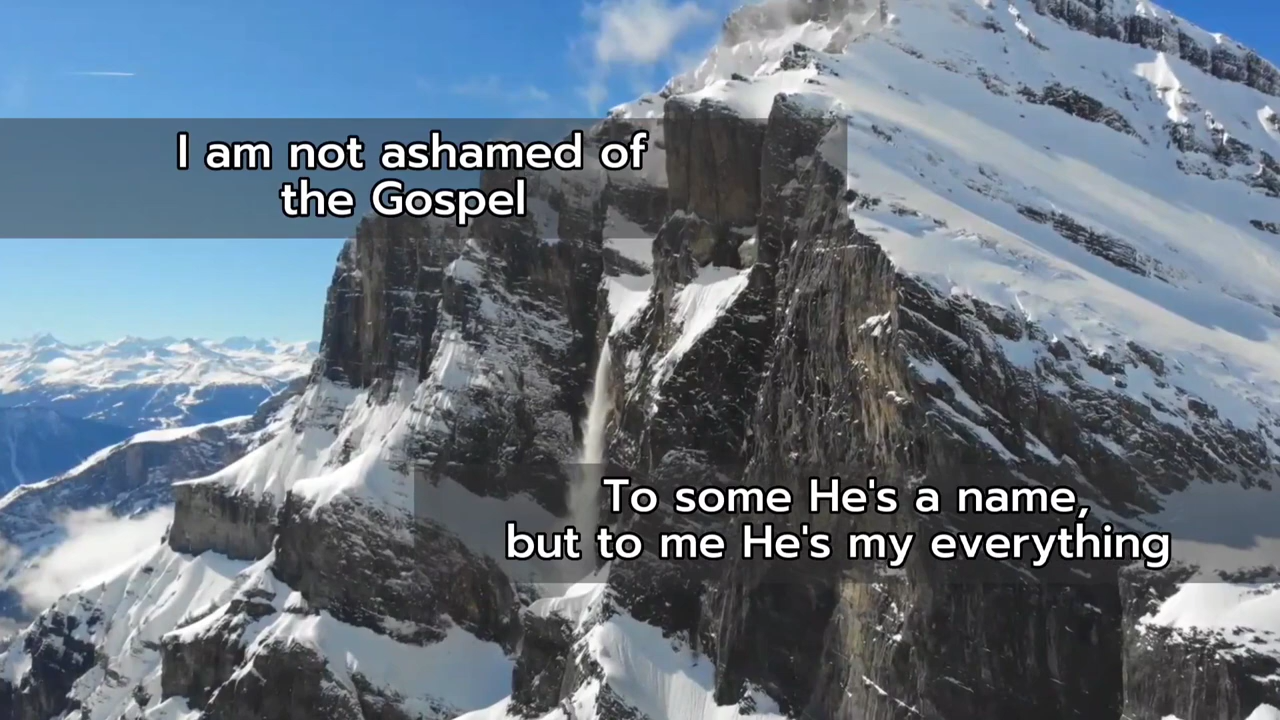 I am not ashamed of
the Gospel
To some He's a name,
but to me He's my everything